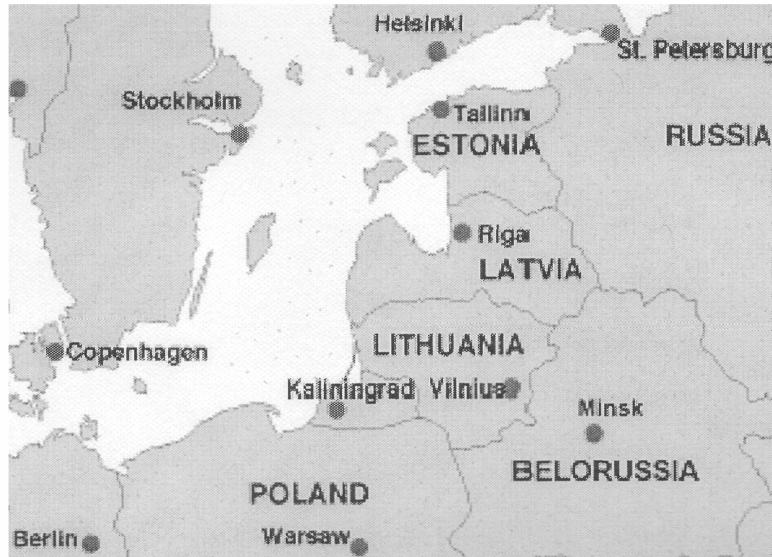 Helsinki
St. Petersburg
Stockholm
Tallinn
ESTONIA
RUSSIA
Riga
LATVIA
LITHUANIA
Copenhagen
Kaliningrad
Vilnius
Minsk
BELORUSSIA
POLAND
Berlin
Warsaw